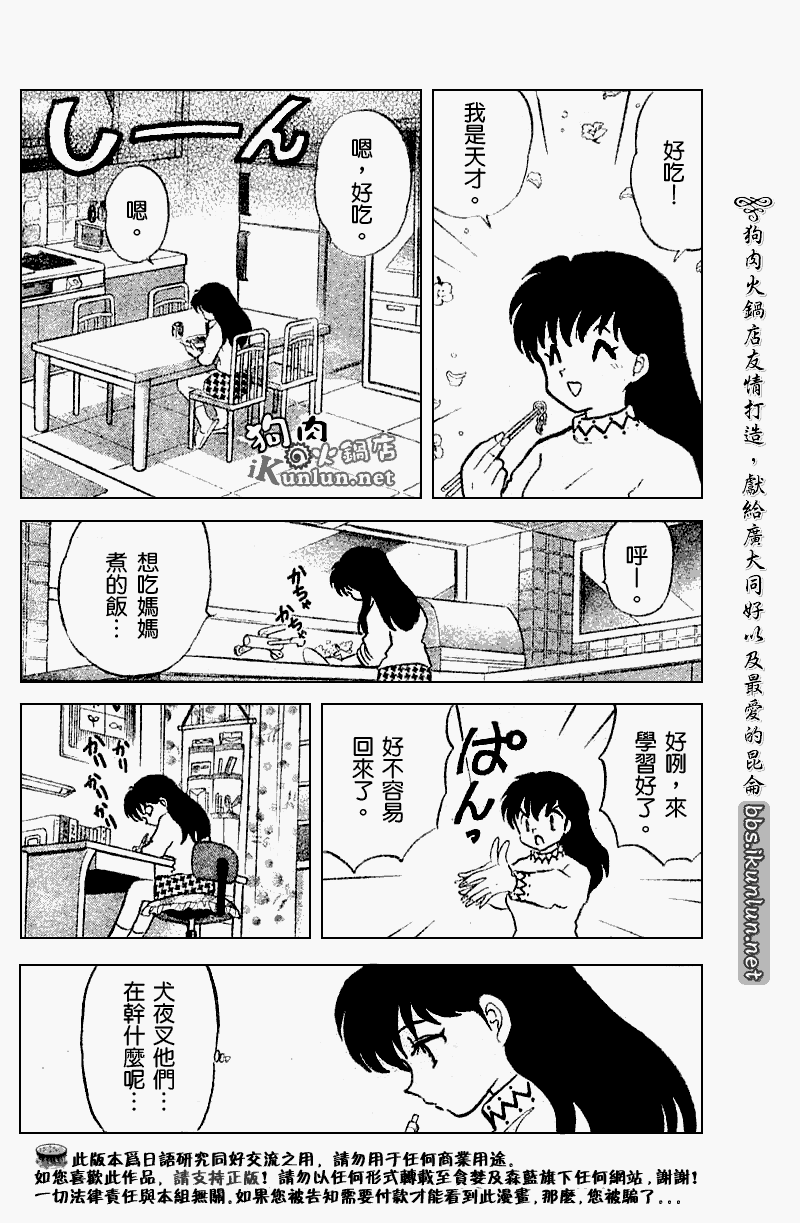 好吃！
我是天才。
しーん
嗯，好吃。
嗯。
狗肉
火鍋店
iKunlun.net
呼—。
かちゃ
かちゃ
想吃媽媽
煮的飯…
好咧，來
學習好了。
ぱんっ
好不容易
回來了。
かり
かり
かり
犬夜叉他們…
在幹什麼呢…
狗肉火鍋店友情打造，獻給廣大同好以及最愛的昆侖
bbs.ikunlun.net
此版本爲日語研究同好交流之用，請勿用于任何商業用途。
如您喜歡此作品，請支持正版！請勿以任何形式轉載至貪婪及森藍旗下任何網站，謝謝！
一切法律責任與本組無關。如果您被告知需要付款才能看到此漫畫，那麼，您被騙了...